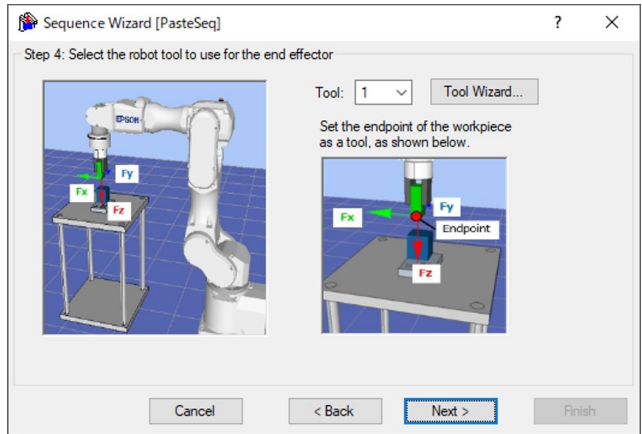 Sequence Wizard [PasteSeq]
Step 4: Select the robot tool to use for the end effector
Tool: 1 Tool Wizard...
Set the endpoint of the workpiece
as a tool, as shown below.
EPSON
Fy
Fx
Fz
Fy
Fx
Endpoint
Fz
Cancel < Back Next > Finish